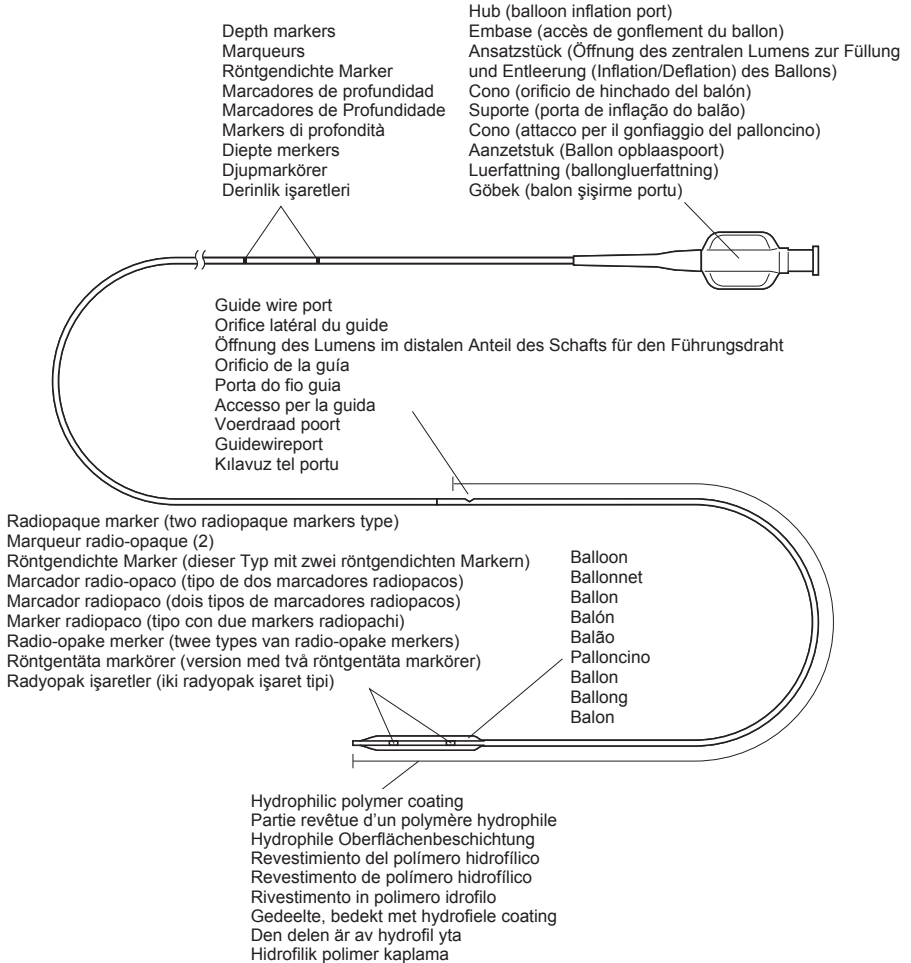 Depth markers
Marqueurs
Röntgendichte Marker
Marcadores de profundidad
Marcadores de Profundidade
Markers di profondità
Diepte merkers
Djupmarkörer
Derinlik işaretleri
Hub (balloon inflation port)
Embase (accès de gonflement du ballon)
Ansatzstück (Öffnung des zentralen Lumens zur Füllung
und Entleerung (Inflation/Deflation) des Ballons)
Cono (orificio de hinchado del balón)
Suporte (porta de inflação do balão)
Cono (attacco per il gonfiaggio del palloncino)
Aanzetstuk (Ballon opblaaspoort)
Luerfattning (ballongluerfattning)
Göbek (balon şişirme portu)
Guide wire port
Orifice latéral du guide
Öffnung des Lumens im distalen Anteil des Schafts für den Führungsdraht
Orificio de la guía
Porta do fio guia
Accesso per la guida
Voerdraad poort
Guidewireport
Kılavuz tel portu
Radiopaque marker (two radiopaque markers type)
Marqueur radio-opaque (2)
Röntgendichte Marker (dieser Typ mit zwei röntgendichten Markern)
Marcador radio-opaco (tipo de dos marcadores radiopacos)
Marcador radiopaco (dois tipos de marcadores radiopacos)
Marker radiopaco (tipo con due markers radiopachi)
Radio-opake merker (twee types van radio-opake merkers)
Röntgentäta markörer (version med två röntgentäta markörer)
Radyopak işaretler (iki radyopak işaret tipi)
Balloon
Ballonnet
Ballon
Balón
Balão
Palloncino
Ballon
Ballong
Balon
Hydrophilic polymer coating
Partie revêtue d'un polymère hydrophile
Hydrophile Oberflächenbeschichtung
Revestimiento del polímero hidrofílico
Revestimento de polímero hidrofílico
Rivestimento in polimero idrofilo
Gedeelte, bedekt met hydrofiele coating
Den delen är av hydrofil yta
Hidrofilik polimer kaplama